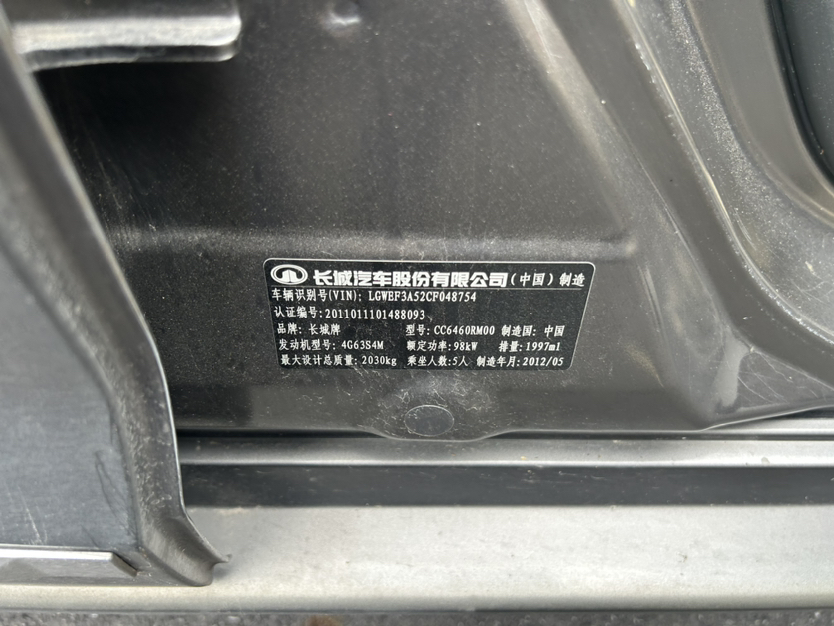 长城汽车股份有限公司(中国)制造
车辆识别号(VIN): LGWEF3A52CF048754
认证编号:2011011101488093
品牌: 长城牌 型号: CC6460RM00 制造国: 中国
发动机型号: 4G63S4M 额定功率: 98kW 排量: 1997ml
最大设计总质量: 2030kg 乘坐人数:5人 制造年月: 2012/05